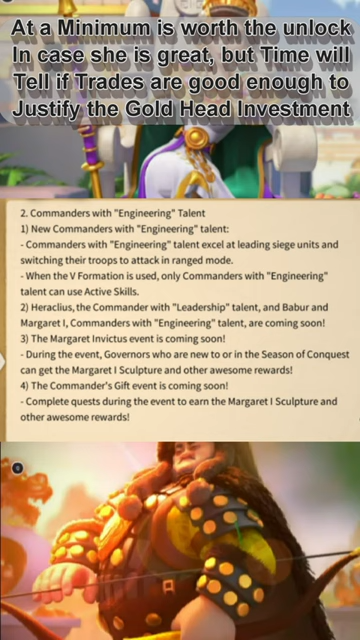 At a Minimum is worth the unlock
In case she is great, but Time will
Tell if Trades are good enough to
Justify the Gold Head Investment
2. Commanders with "Engineering" Talent
1) New Commanders with "Engineering" talent:
- Commanders with "Engineering" talent excel at leading siege units and
switching their troops to attack in ranged mode.
- When the V Formation is used, only Commanders with "Engineering"
talent can use Active Skills.
2) Heraclius, the Commander with "Leadership" talent, and Babur and
Margaret I, Commanders with "Engineering" talent, are coming soon!
3) The Margaret Invictus event is coming soon!
- During the event, Governors who are new to or in the Season of Conquest
can get the Margaret I Sculpture and other awesome rewards!
4) The Commander's Gift event is coming soon!
- Complete quests during the event to earn the Margaret I Sculpture and
other awesome rewards!